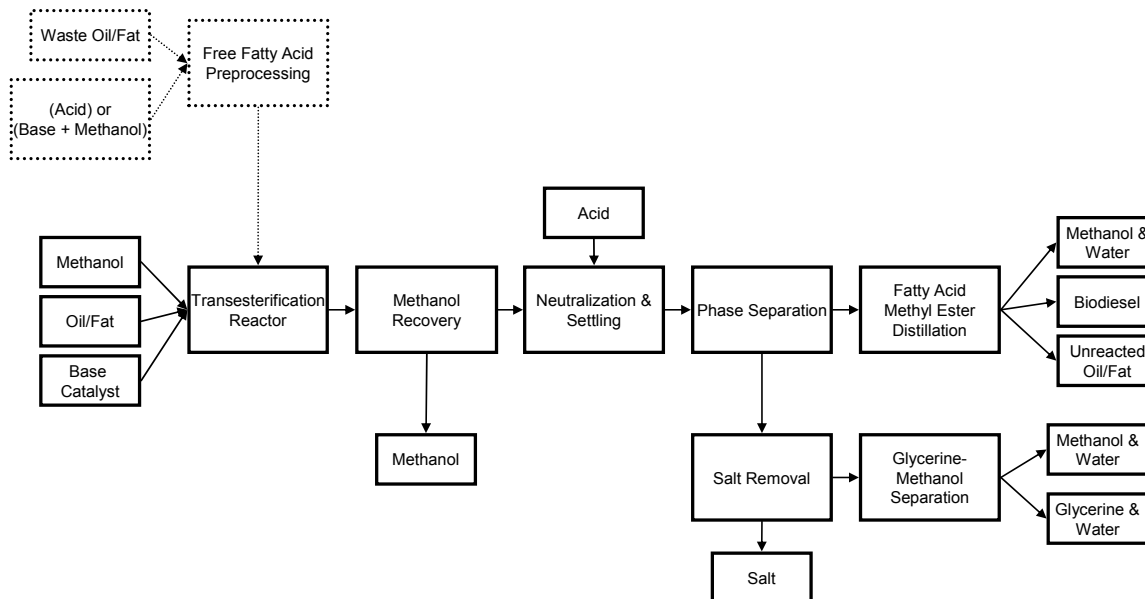 Waste Oil/Fat
Free Fatty Acid
Preprocessing
(Acid) or
(Base + Methanol)
Acid
Methanol
Oil/Fat
Base
Catalyst
Transesterification
Reactor
Methanol
Recovery
Neutralization &
Settling
Phase Separation
Fatty Acid
Methyl Ester
Distillation
Methanol &
Water
Biodiesel
Unreacted
Oil/Fat
Methanol
Salt Removal
Glycerine-
Methanol
Separation
Methanol &
Water
Glycerine &
Water
Salt